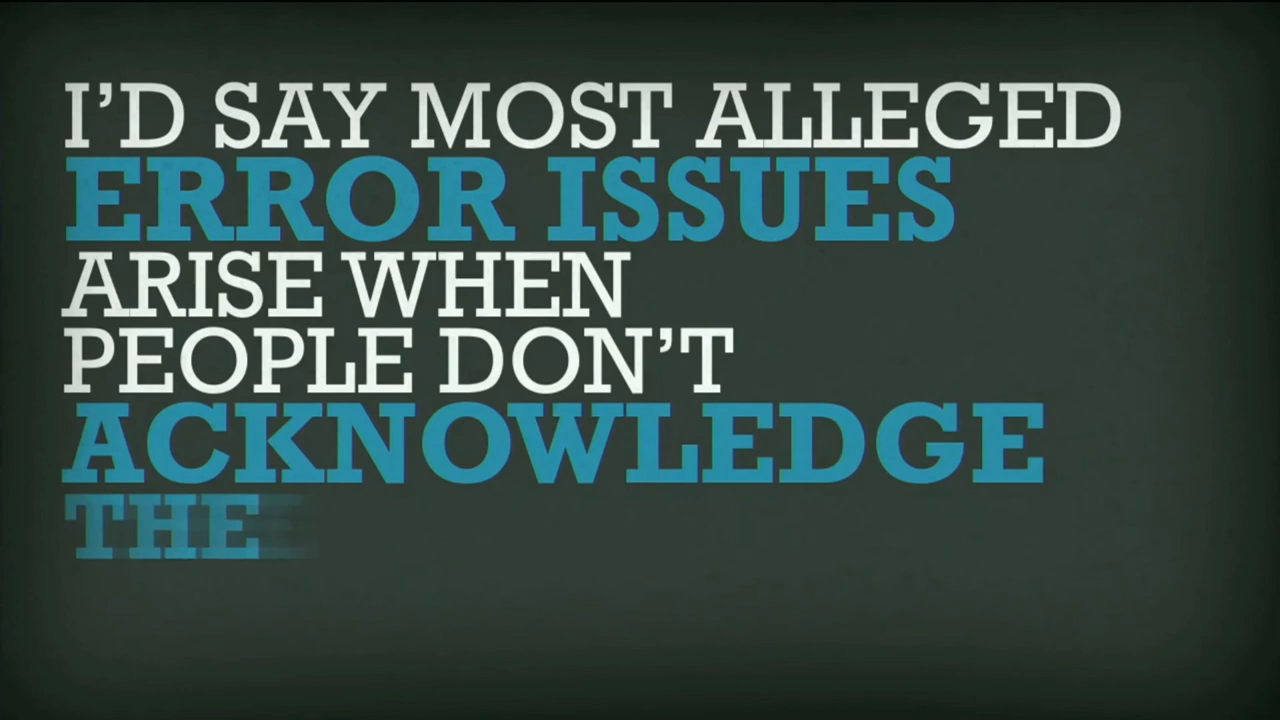 I'D SAY MOST ALLEGED
ERROR ISSUES
ARISE WHEN
PEOPLE DON'T
ACKNOWLEDGE
THE